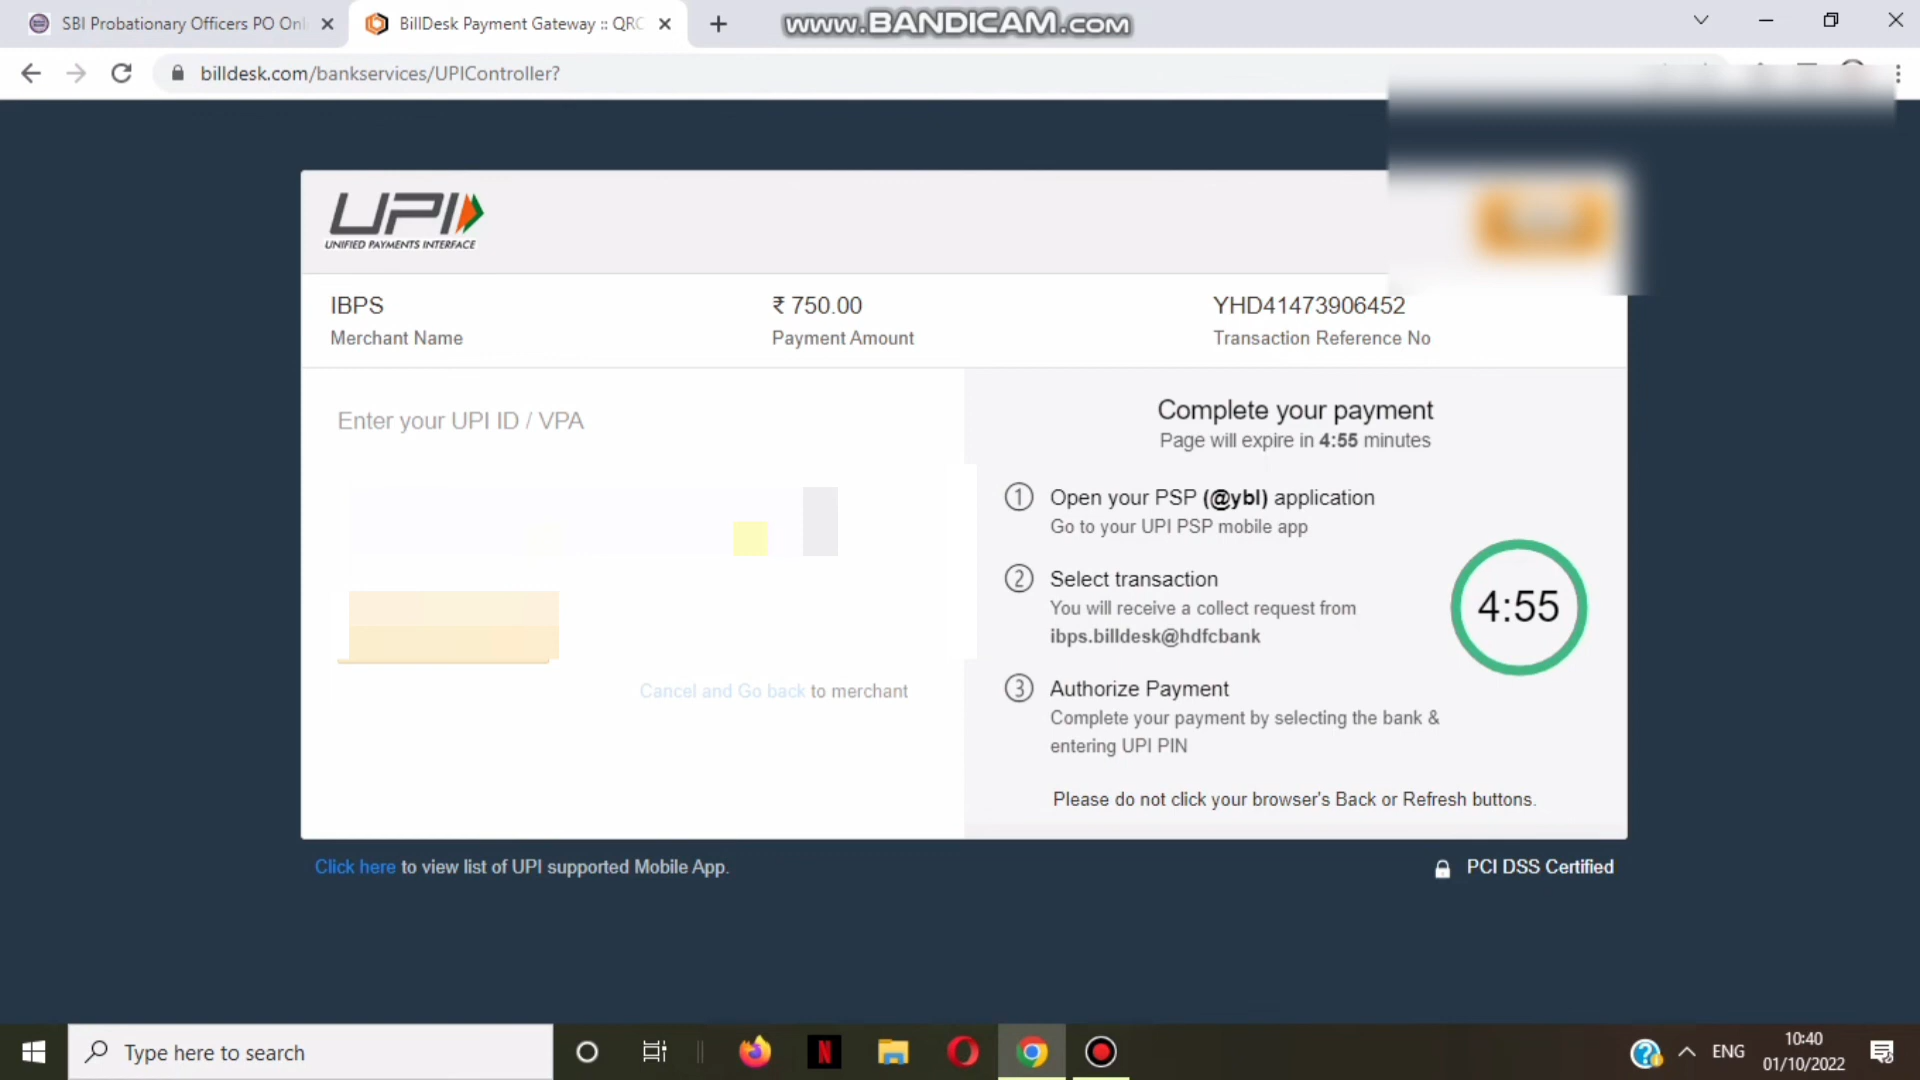 SBI Probationary Officers PO Onl
BillDesk Payment Gateway :: QRC
www.BANDICAM.com
billdesk.com/bankservices/UPIController?
UPI
UNIFIED PAYMENTS INTERFACE
IBPS
₹ 750.00
YHD41473906452
Merchant Name
Payment Amount
Transaction Reference No
Enter your UPI ID / VPA
Cancel and Go back to merchant
Complete your payment
Page will expire in 4:55 minutes
1 Open your PSP (@ybl) application
Go to your UPI PSP mobile app
2 Select transaction
You will receive a collect request from
ibps.billdesk@hdfcbank
4:55
3 Authorize Payment
Complete your payment by selecting the bank &
entering UPI PIN
Please do not click your browser's Back or Refresh buttons.
Click here to view list of UPI supported Mobile App.
PCI DSS Certified
Type here to search
N
ENG
10:40
01/10/2022